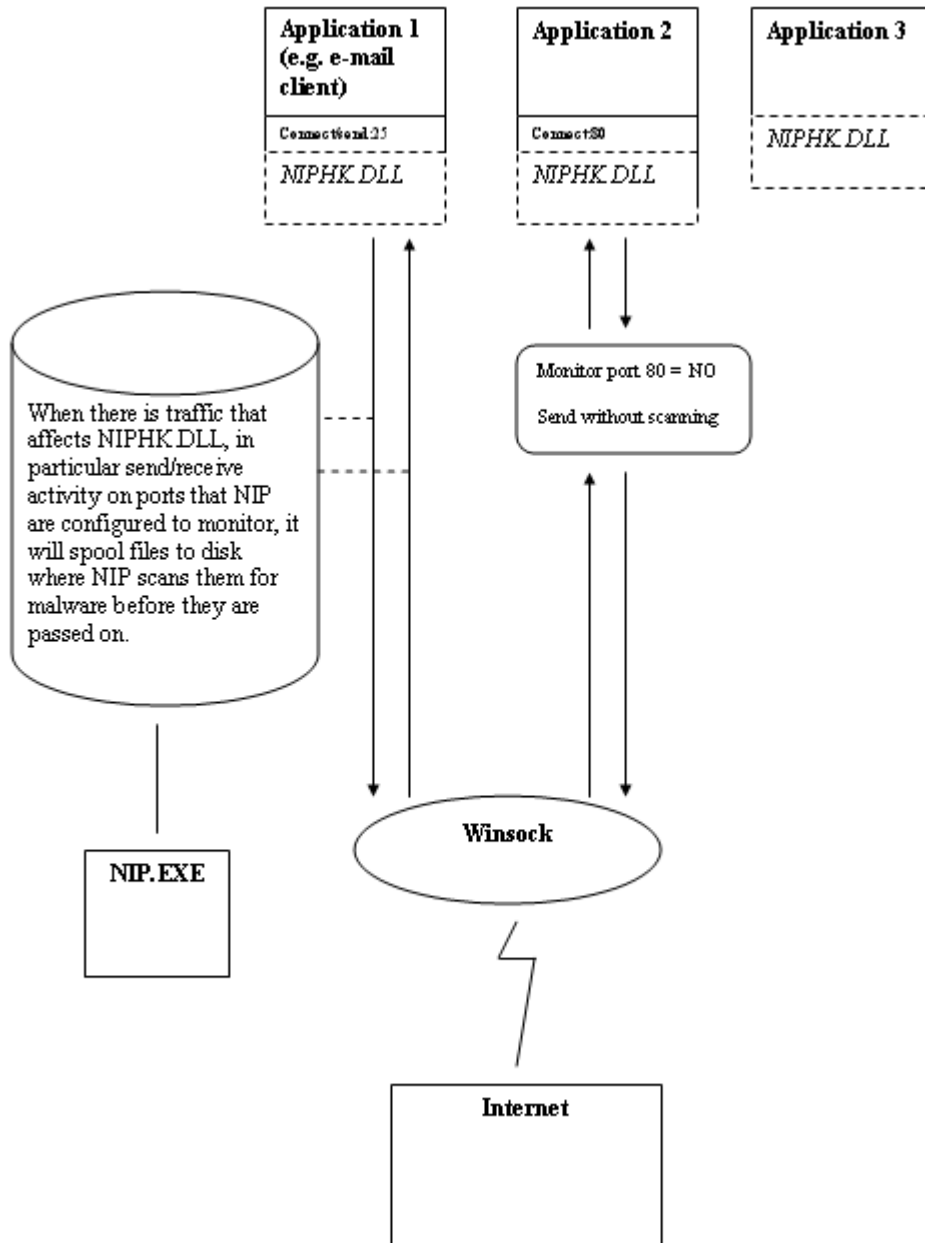 Application 1
(e.g. e-mail
client)
Connect/send:25
NIPHK.DLL
Application 2
Connect:80
NIPHK.DLL
Application 3
NIPHK.DLL
When there is traffic that
affects NIPHK.DLL, in
particular send/receive
activity on ports that NIP
are configured to monitor, it
will spool files to disk
where NIP scans them for
malware before they are
passed on.
Monitor port 80 = NO
Send without scanning
Winsock
NIP.EXE
Internet